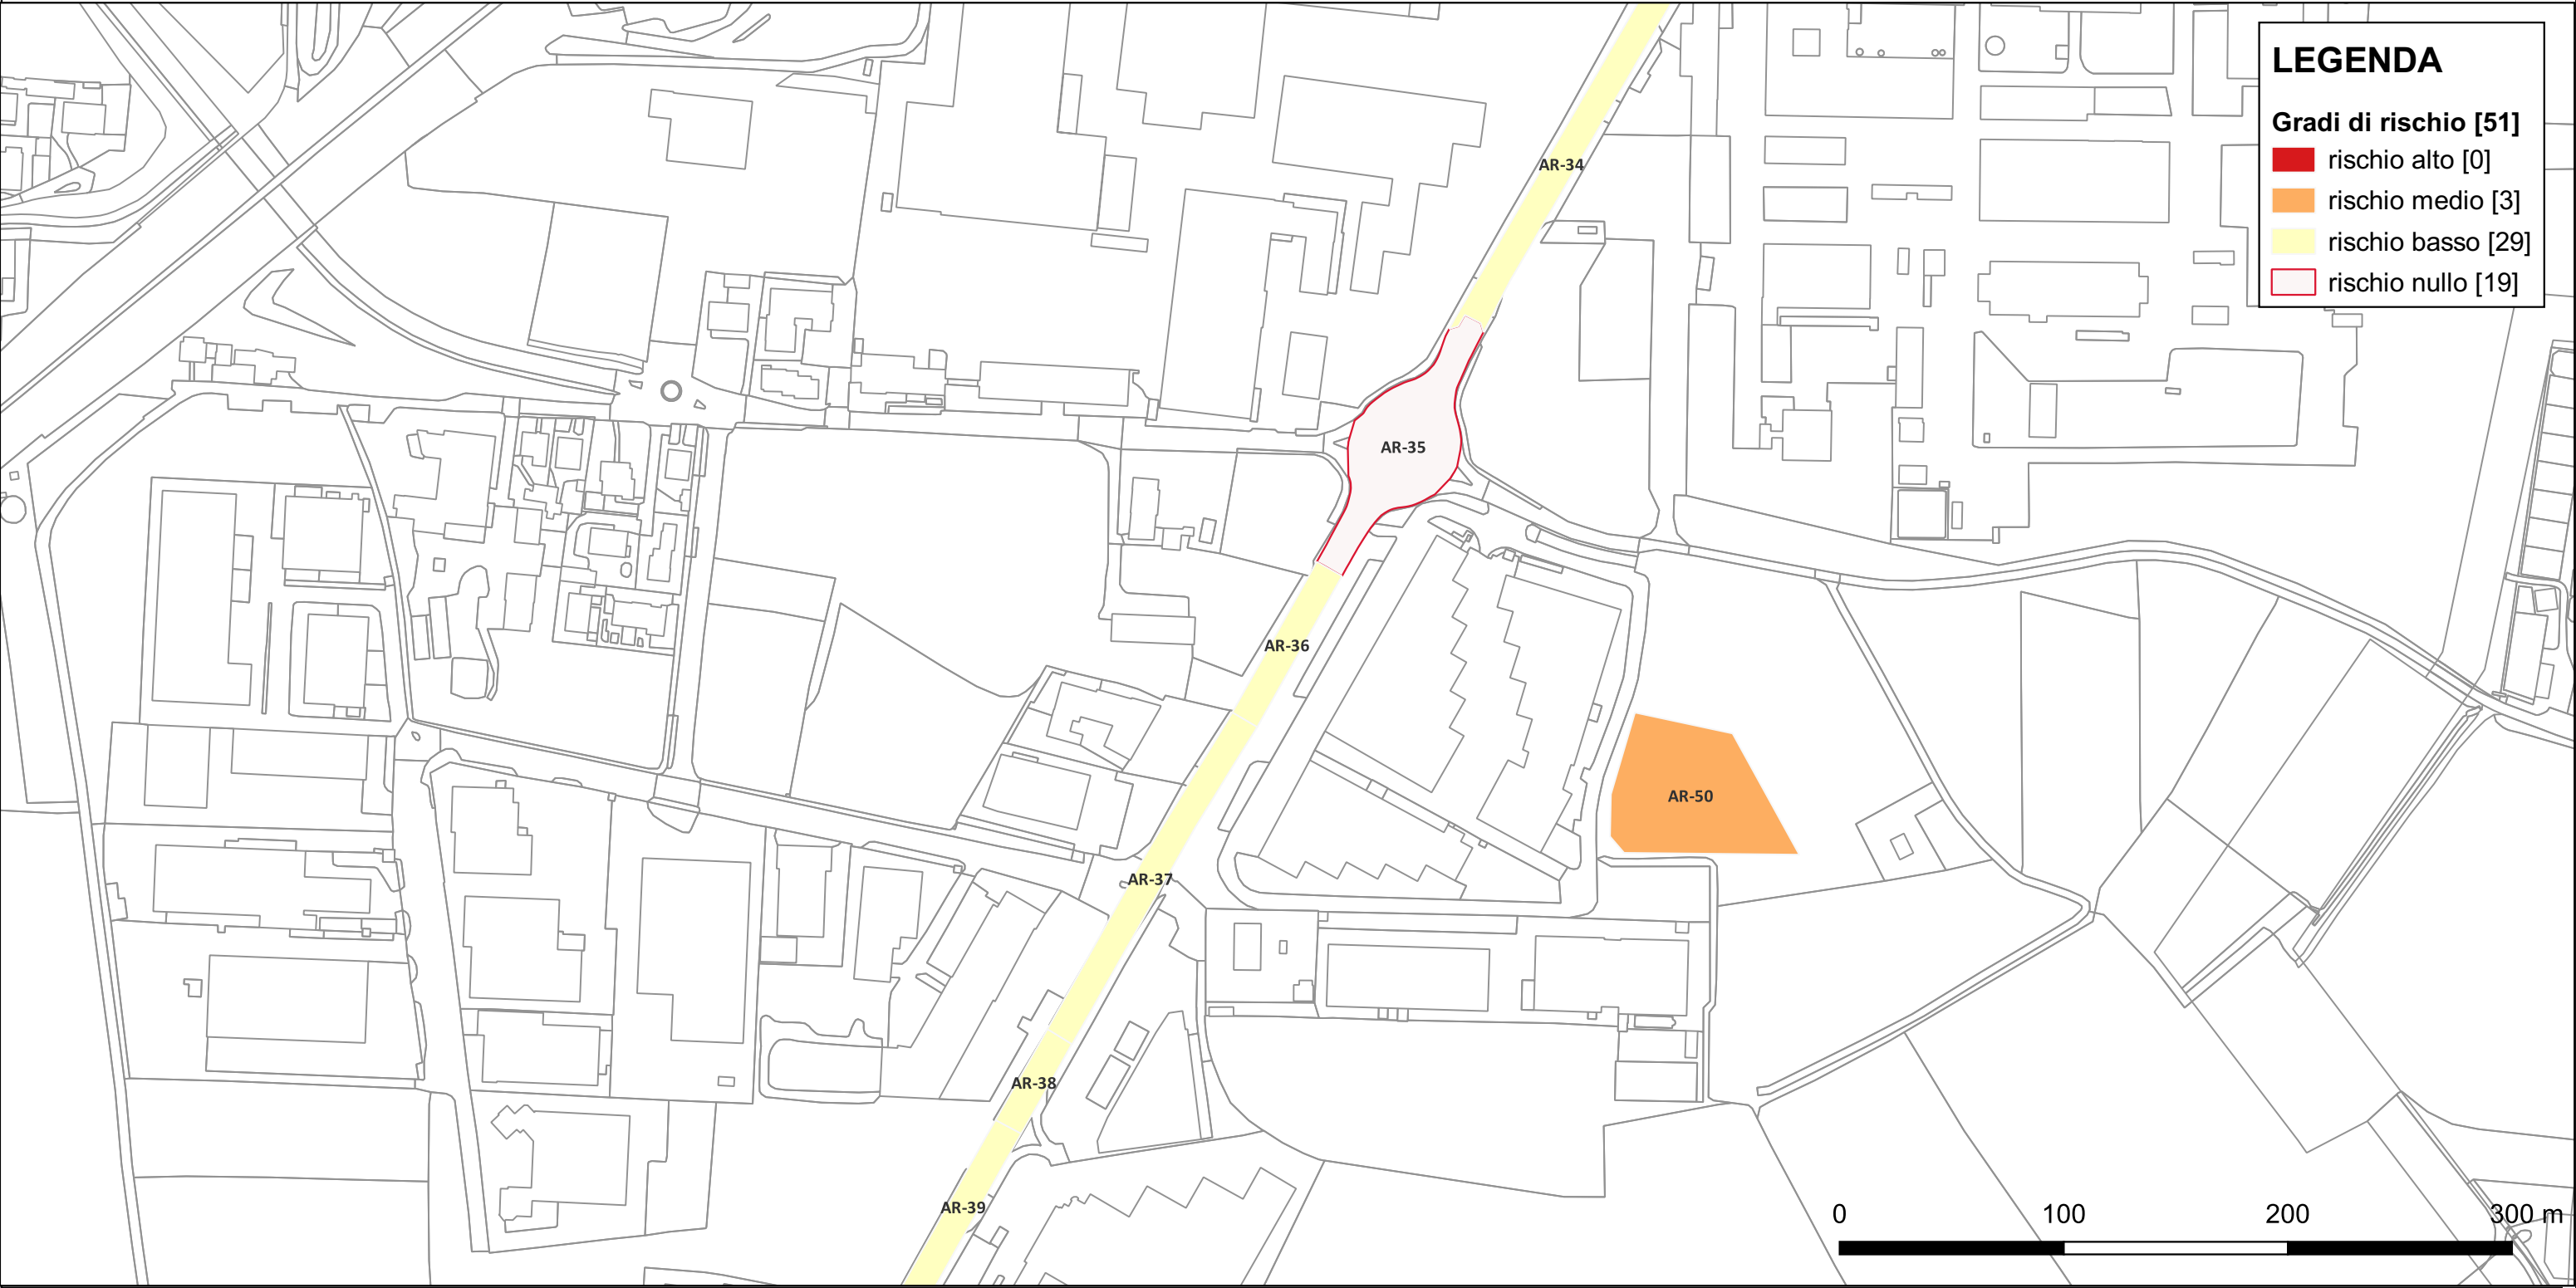 LEGENDA
Gradi di rischio [51]
rischio alto [0]
rischio medio [3]
rischio basso [29]
rischio nullo [19]
AR-34
AR-35
AR-36
AR-50
AR-37
AR-38
AR-39
0 100 200 300 m